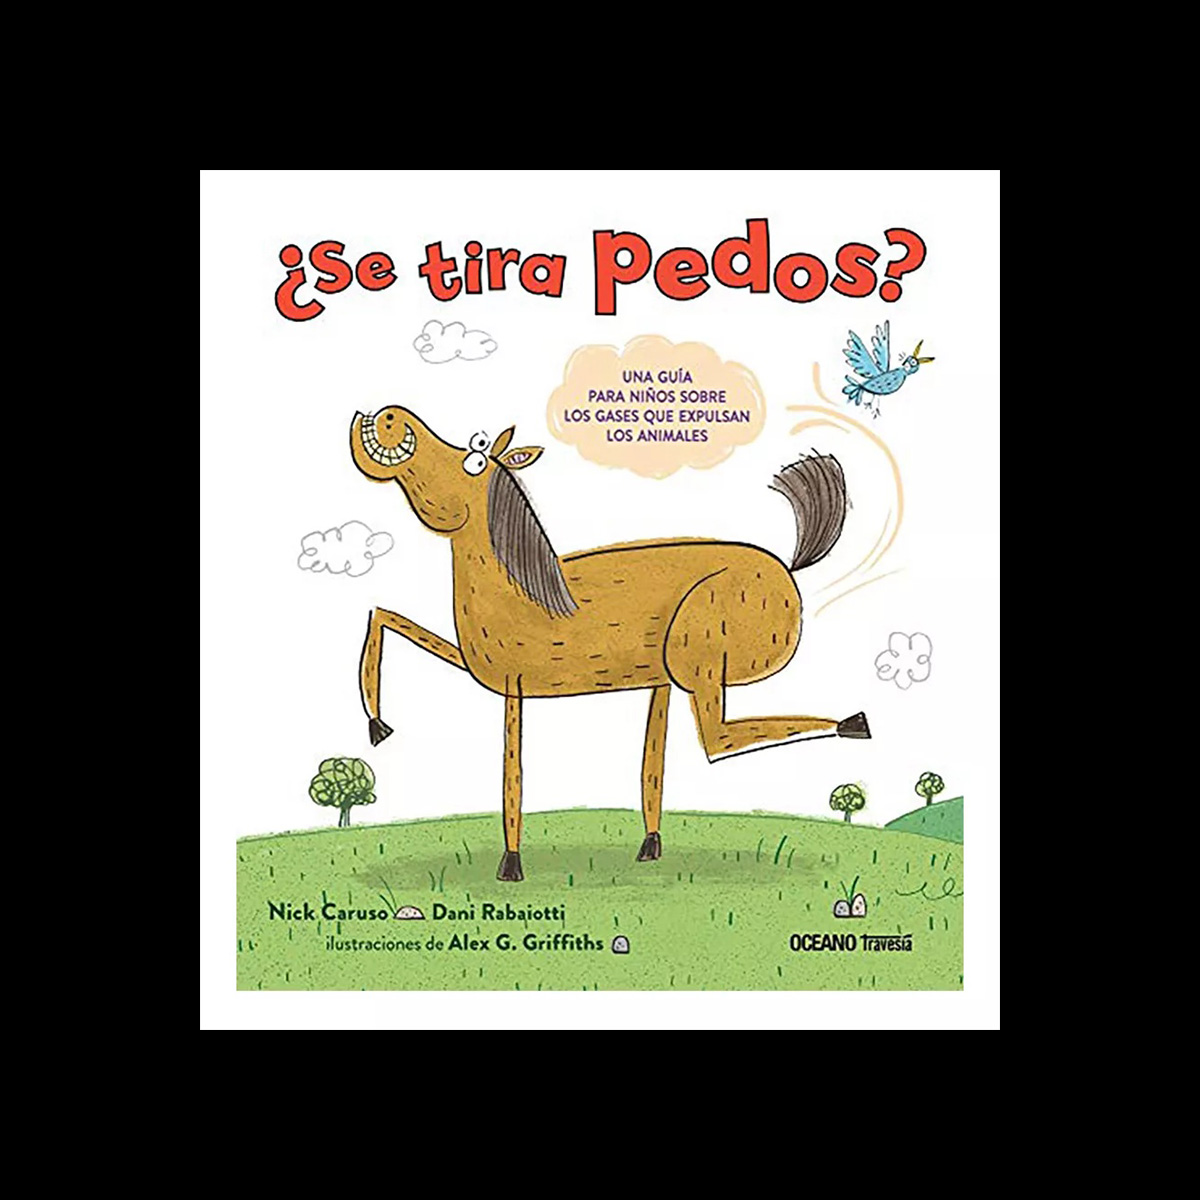 ¿Se tira pedos?
UNA GUÍA
PARA NIÑOS SOBRE
LOS GASES QUE EXPULSAN
LOS ANIMALES
Nick Caruso Dani Rabaiotti
ilustraciones de Alex G. Griffiths
OCEANO Travesía